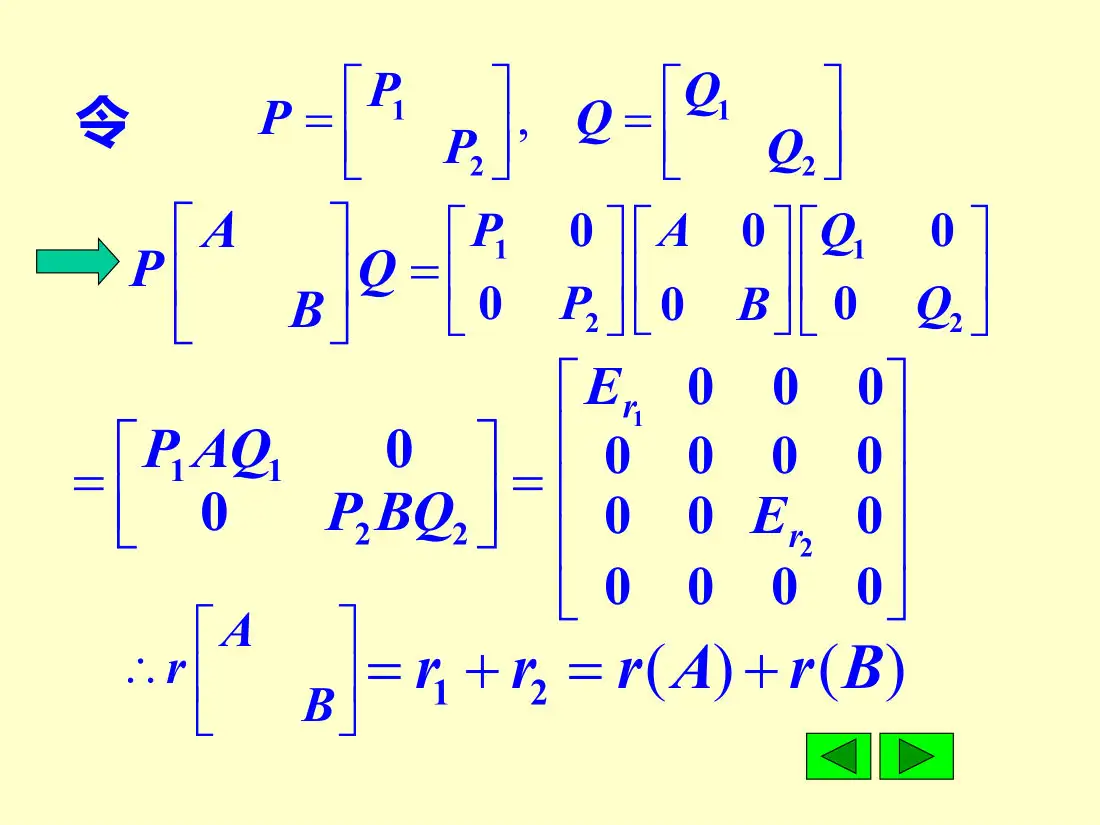 令 P = [ P₁ P₂ ], Q = [ Q₁ Q₂ ]
P [ A B ] Q = [ P₁ 0 0 P₂ ] [ A 0 0 B ] [ Q₁ 0 0 Q₂ ]
= [ P₁AQ₁ 0 0 P₂BQ₂ ] = [ E_{r₁} 0 0 0 0 0 0 0 0 0 E_{r₂} 0 0 0 0 0 ]
∴ r [ A B ] = r₁ + r₂ = r(A) + r(B)